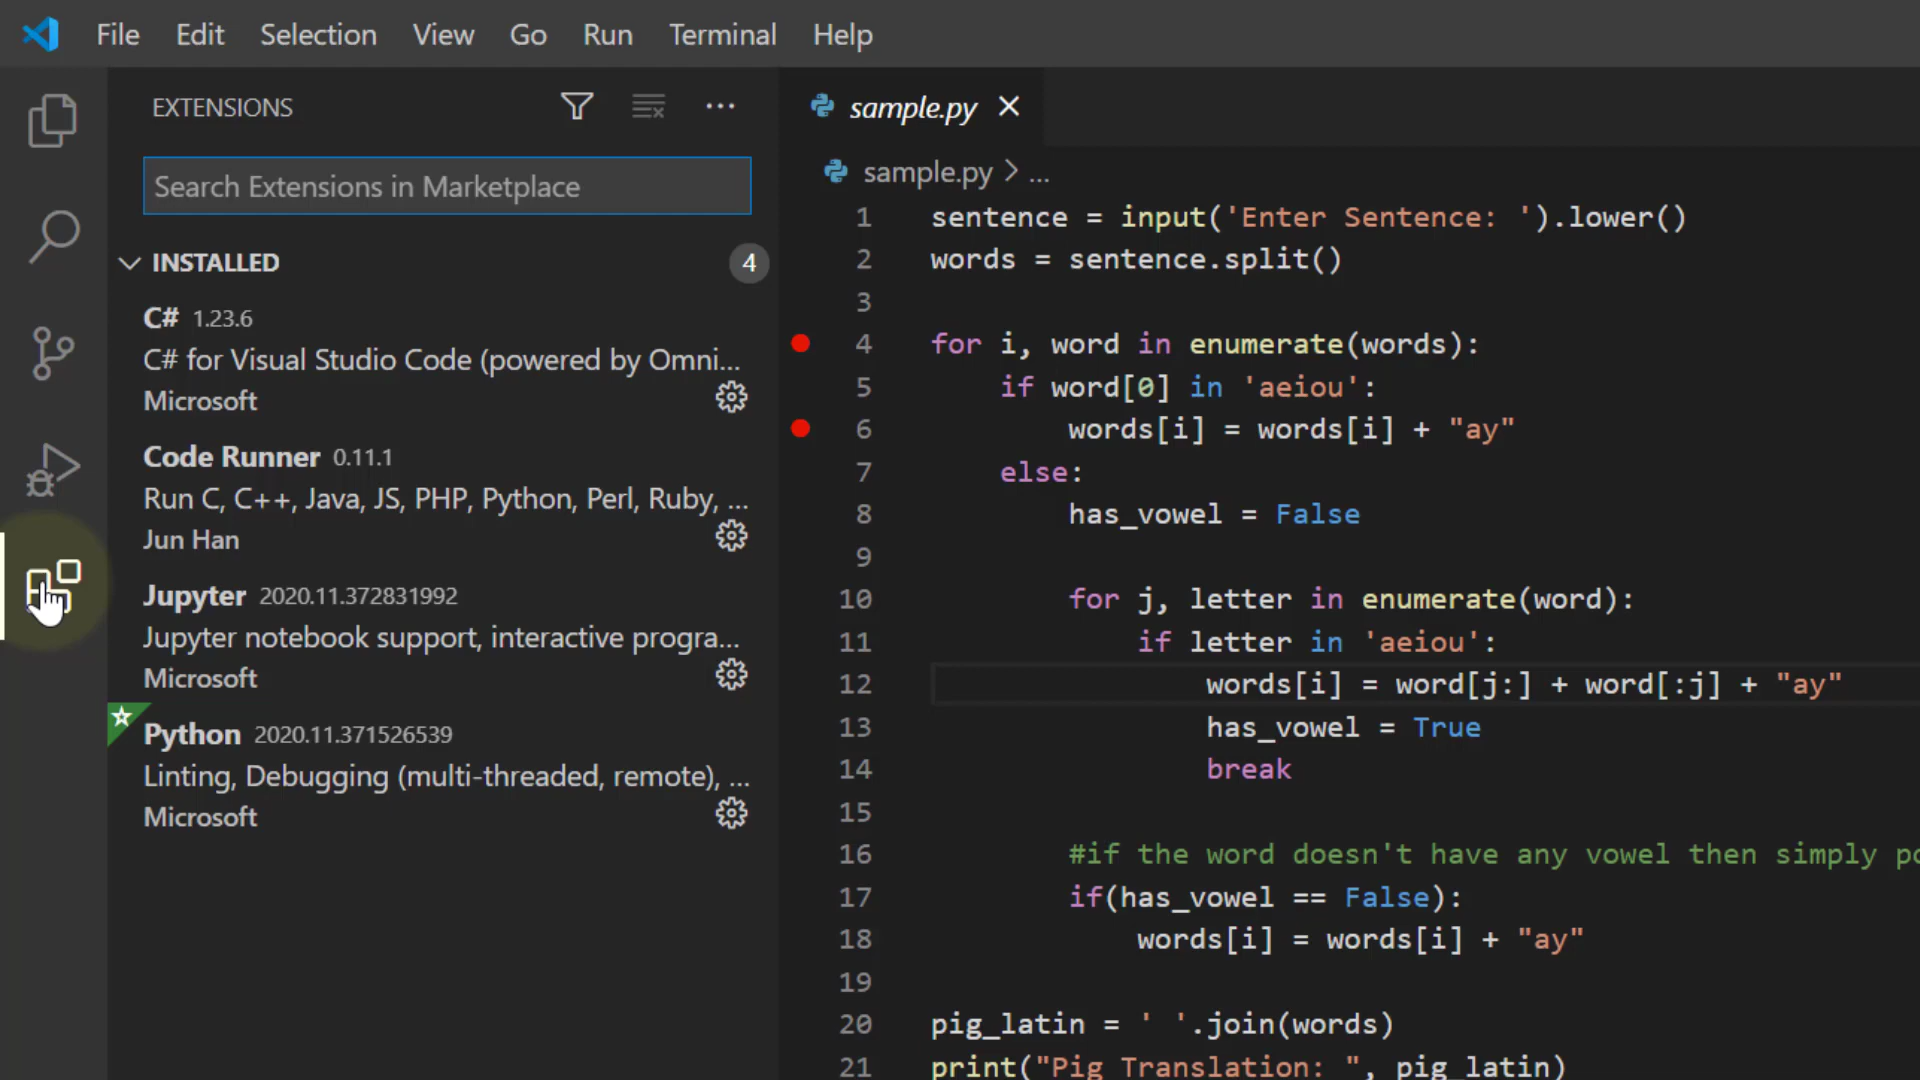 File Edit Selection View Go Run Terminal Help
EXTENSIONS
Search Extensions in Marketplace
INSTALLED 4
C# 1.23.6
C# for Visual Studio Code (powered by Omni...
Microsoft
Code Runner 0.11.1
Run C, C++, Java, JS, PHP, Python, Perl, Ruby, ...
Jun Han
Jupyter 2020.11.372831992
Jupyter notebook support, interactive progra...
Microsoft
Python 2020.11.371526539
Linting, Debugging (multi-threaded, remote), ...
Microsoft
sample.py
sample.py > ...
1 sentence = input('Enter Sentence: ').lower()
2 words = sentence.split()
3
4 for i, word in enumerate(words):
5     if word[0] in 'aeiou':
6         words[i] = words[i] + "ay"
7     else:
8         has_vowel = False
9
10         for j, letter in enumerate(word):
11             if letter in 'aeiou':
12                 words[i] = word[j:] + word[:j] + "ay"
13                 has_vowel = True
14                 break
15
16         #if the word doesn't have any vowel then simply
17         if(has_vowel == False):
18             words[i] = words[i] + "ay"
19
20 pig_latin = ' '.join(words)
21 print("Pig Translation: ", pig_latin)